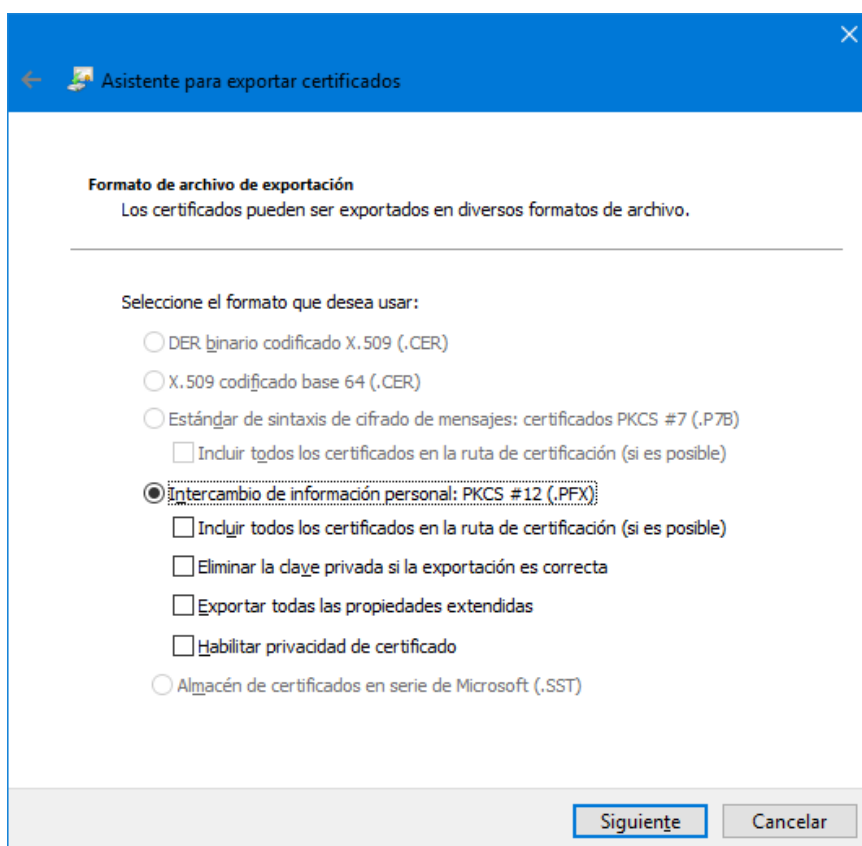 Asistente para exportar certificados
Formato de archivo de exportación
Los certificados pueden ser exportados en diversos formatos de archivo.
Seleccione el formato que desea usar:
DER binario codificado X.509 (.CER)
X.509 codificado base 64 (.CER)
Estándar de sintaxis de cifrado de mensajes: certificados PKCS #7 (.P7B)
Incluir todos los certificados en la ruta de certificación (si es posible)
Intercambio de información personal: PKCS #12 (.PFX)
Incluir todos los certificados en la ruta de certificación (si es posible)
Eliminar la clave privada si la exportación es correcta
Exportar todas las propiedades extendidas
Habilitar privacidad de certificado
Almacén de certificados en serie de Microsoft (.SST)
Siguiente
Cancelar